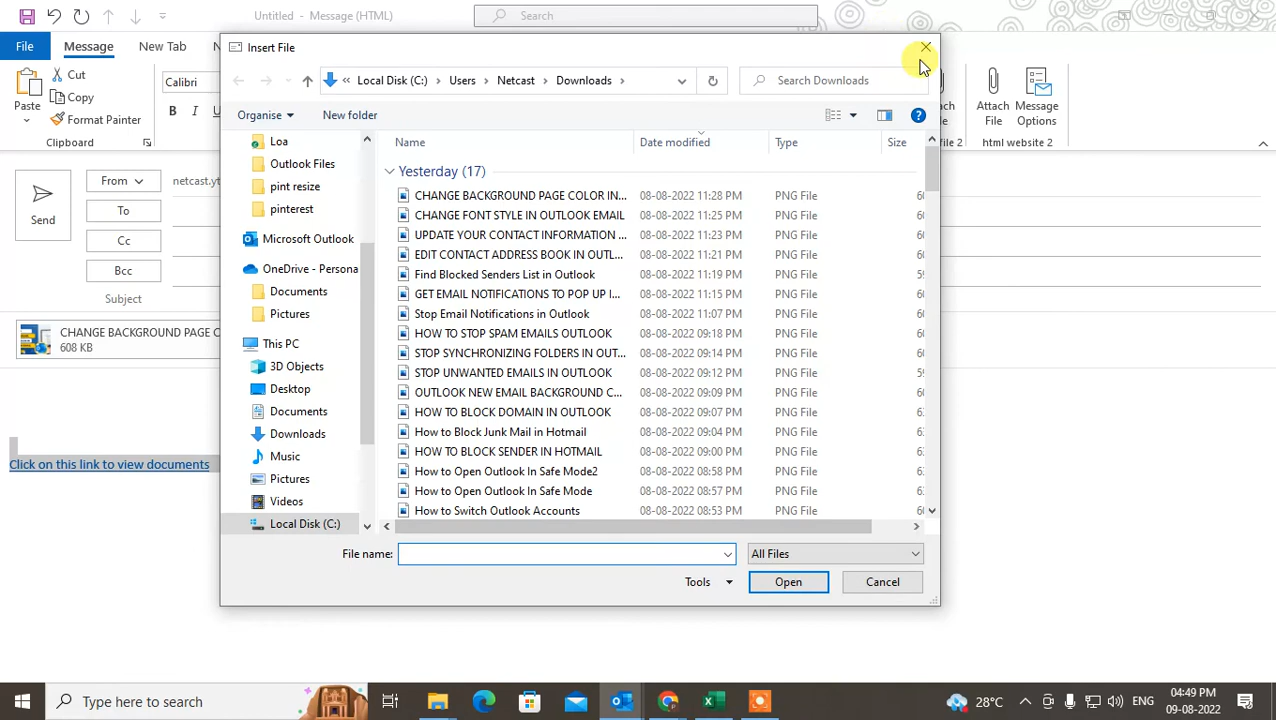 Untitled - Message (HTML)
Search
File
Message
New Tab
Insert File
Local Disk (C:) Users Netcast Downloads
Search Downloads
Paste
Cut
Copy
Format Painter
Clipboard
Calibri
B I U
Attach File
Message Options
html website 2
Organise
New folder
Name
Date modified
Type
Size
Loa
Outlook Files
pint resize
pinterest
Microsoft Outlook
OneDrive - Persona
Documents
Pictures
This PC
3D Objects
Desktop
Documents
Downloads
Music
Pictures
Videos
Local Disk (C:)
Yesterday (17)
CHANGE BACKGROUND PAGE COLOR IN... 08-08-2022 11:28 PM PNG File
CHANGE FONT STYLE IN OUTLOOK EMAIL 08-08-2022 11:25 PM PNG File
UPDATE YOUR CONTACT INFORMATION ... 08-08-2022 11:23 PM PNG File
EDIT CONTACT ADDRESS BOOK IN OUTL... 08-08-2022 11:21 PM PNG File
Find Blocked Senders List in Outlook 08-08-2022 11:19 PM PNG File
GET EMAIL NOTIFICATIONS TO POP UP I... 08-08-2022 11:15 PM PNG File
Stop Email Notifications in Outlook 08-08-2022 11:07 PM PNG File
HOW TO STOP SPAM EMAILS OUTLOOK 08-08-2022 09:18 PM PNG File
STOP SYNCHRONIZING FOLDERS IN OUT... 08-08-2022 09:14 PM PNG File
STOP UNWANTED EMAILS IN OUTLOOK 08-08-2022 09:12 PM PNG File
OUTLOOK NEW EMAIL BACKGROUND C... 08-08-2022 09:07 PM PNG File
HOW TO BLOCK DOMAIN IN OUTLOOK 08-08-2022 09:07 PM PNG File
How to Block Junk Mail in Hotmail 08-08-2022 09:04 PM PNG File
HOW TO BLOCK SENDER IN HOTMAIL 08-08-2022 09:00 PM PNG File
How to Open Outlook In Safe Mode2 08-08-2022 08:58 PM PNG File
How to Open Outlook In Safe Mode 08-08-2022 08:57 PM PNG File
How to Switch Outlook Accounts 08-08-2022 08:53 PM PNG File
File name:
All Files
Tools
Open
Cancel
Send
From
netcast.yt
To
Cc
Bcc
Subject
CHANGE BACKGROUND PAGE C
608 KB
Click on this link to view documents
Type here to search
28°C
ENG
04:49 PM
09-08-2022